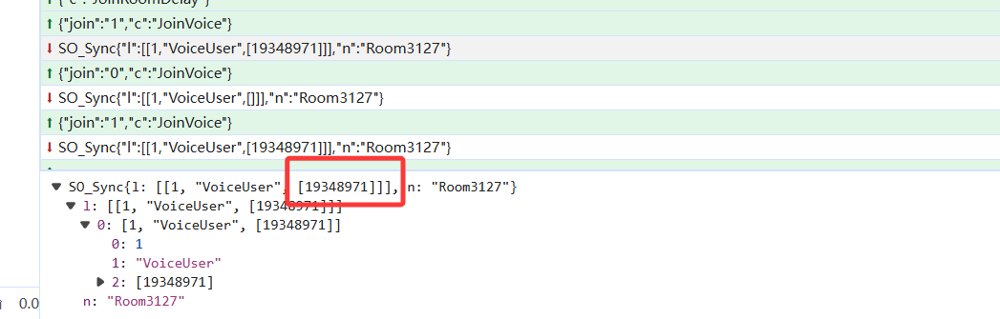 {"c":"JoinRoomDelay"}
{"join":"1","c":"JoinVoice"}
SO_Sync{"l":[[1,"VoiceUser",[19348971]]],"n":"Room3127"}
{"join":"0","c":"JoinVoice"}
SO_Sync{"l":[[1,"VoiceUser",[]]],"n":"Room3127"}
{"join":"1","c":"JoinVoice"}
SO_Sync{"l":[[1,"VoiceUser",[19348971]]],"n":"Room3127"}
SO_Sync{l: [[1, "VoiceUser", [19348971]]], n: "Room3127"}
l: [[1, "VoiceUser", [19348971]]]
0: [1, "VoiceUser", [19348971]]
0: 1
1: "VoiceUser"
2: [19348971]
n: "Room3127"
0.0